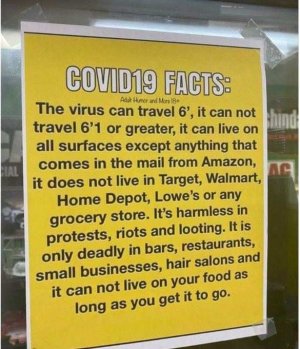 COVID19 FACTS:
Adult Humor and More 18+
The virus can travel 6', it can not
travel 6'1 or greater, it can live on
all surfaces except anything that
comes in the mail from Amazon,
it does not live in Target, Walmart,
Home Depot, Lowe's or any
grocery store. It's harmless in
protests, riots and looting. It is
only deadly in bars, restaurants,
small businesses, hair salons and
it can not live on your food as
long as you get it to go.